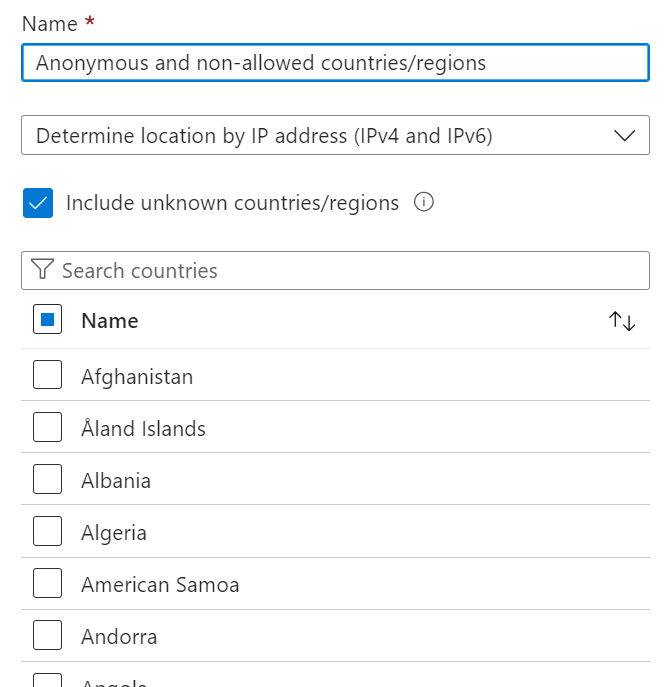 Name *
Anonymous and non-allowed countries/regions
Determine location by IP address (IPv4 and IPv6)
Include unknown countries/regions
Search countries
Name
Afghanistan
Åland Islands
Albania
Algeria
American Samoa
Andorra